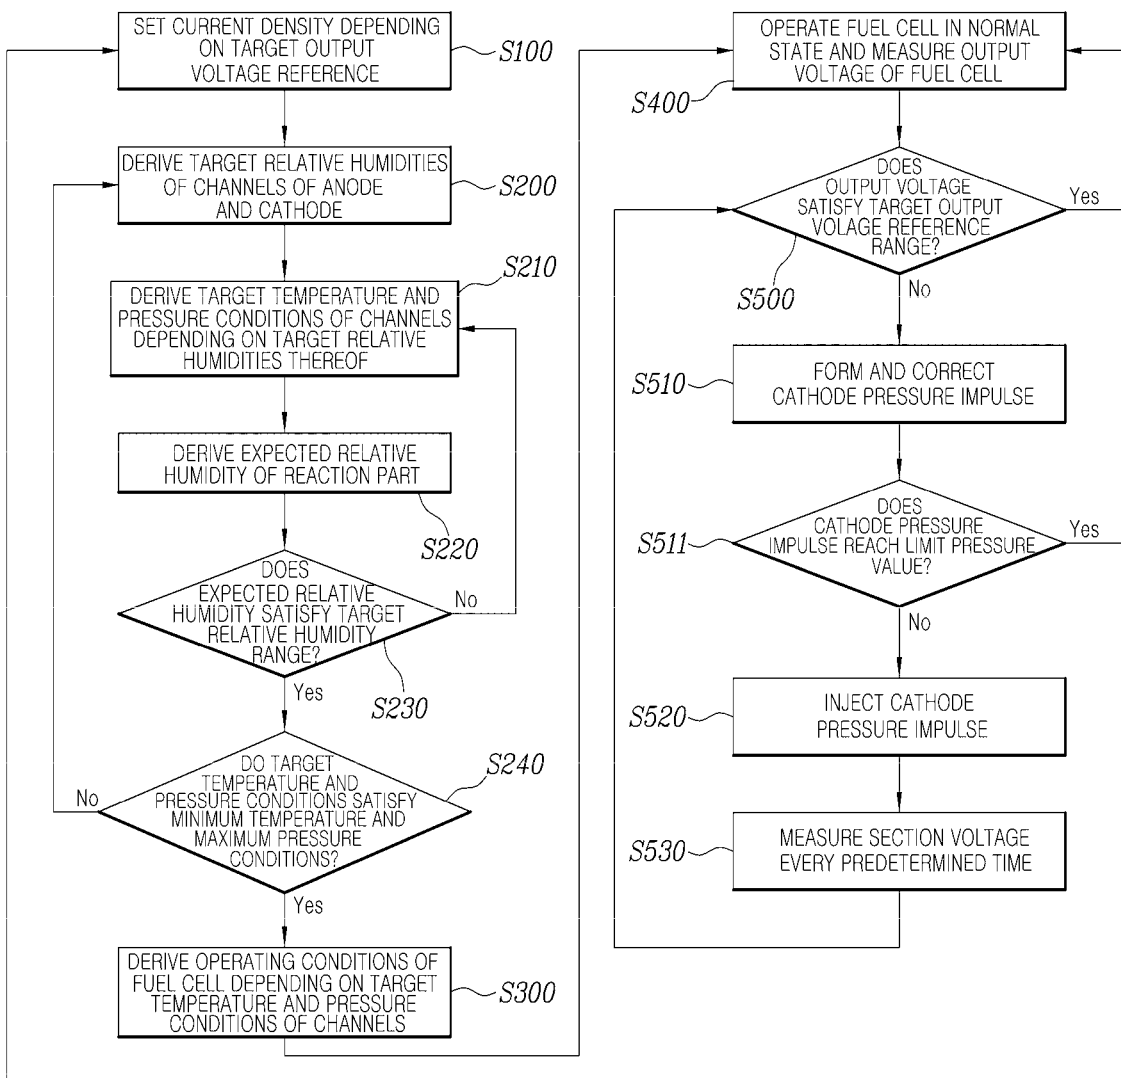 SET CURRENT DENSITY DEPENDING
ON TARGET OUTPUT
VOLTAGE REFERENCE
S100
DERIVE TARGET RELATIVE HUMIDITIES
OF CHANNELS OF ANODE
AND CATHODE
S200
S210
DERIVE TARGET TEMPERATURE AND
PRESSURE CONDITIONS OF CHANNELS
DEPENDING ON TARGET RELATIVE
HUMIDITIES THEREOF
DERIVE EXPECTED RELATIVE
HUMIDITY OF REACTION PART
S220
DOES
EXPECTED RELATIVE
HUMIDITY SATISFY TARGET
RELATIVE HUMIDITY
RANGE?
No
S230
Yes
S240
DO TARGET
TEMPERATURE AND
PRESSURE CONDITIONS SATISFY
MINIMUM TEMPERATURE AND
MAXIMUM PRESSURE
CONDITIONS?
No
Yes
DERIVE OPERATING CONDITIONS OF
FUEL CELL DEPENDING ON TARGET
TEMPERATURE AND PRESSURE
CONDITIONS OF CHANNELS
S300
OPERATE FUEL CELL IN NORMAL
STATE AND MEASURE OUTPUT
VOLTAGE OF FUEL CELL
S400
DOES
OUTPUT VOLTAGE
SATISFY TARGET OUTPUT
VOLAGE REFERENCE
RANGE?
Yes
S500
No
S510
FORM AND CORRECT
CATHODE PRESSURE IMPULSE
S511
DOES
CATHODE PRESSURE
IMPULSE REACH LIMIT PRESSURE
VALUE?
Yes
No
S520
INJECT CATHODE
PRESSURE IMPULSE
S530
MEASURE SECTION VOLTAGE
EVERY PREDETERMINED TIME